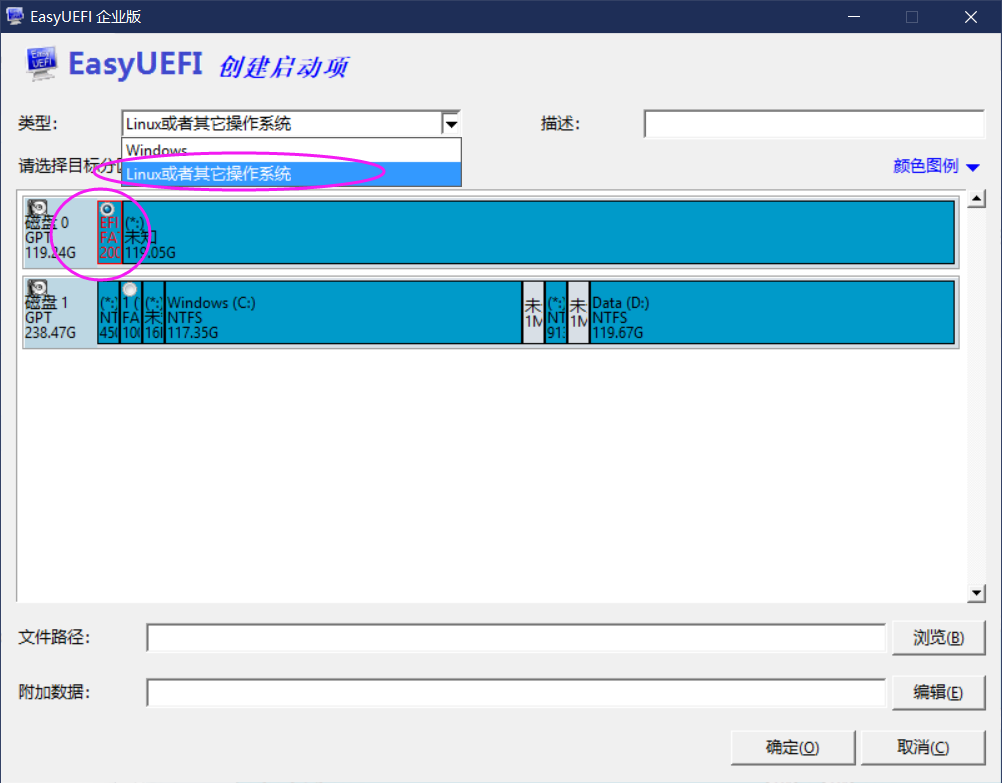 EasyUEFI 企业版
EasyUEFI 创建启动项
类型:
Linux或者其它操作系统
描述:
Windows
请选择目标分
Linux或者其它操作系统
颜色图例
磁盘 0
GPT
119.24G
EFI
FA
200
(*:)
未知
119.05G
磁盘 1
GPT
238.47G
(*:)
NT
450
1 (
FA
100
(*:)
未
16
Windows (C:)
NTFS
117.35G
未
1M
(*:)
NT
913
未
1M
Data (D:)
NTFS
119.67G
文件路径:
浏览(B)
附加数据:
编辑(E)
确定(O)
取消(C)